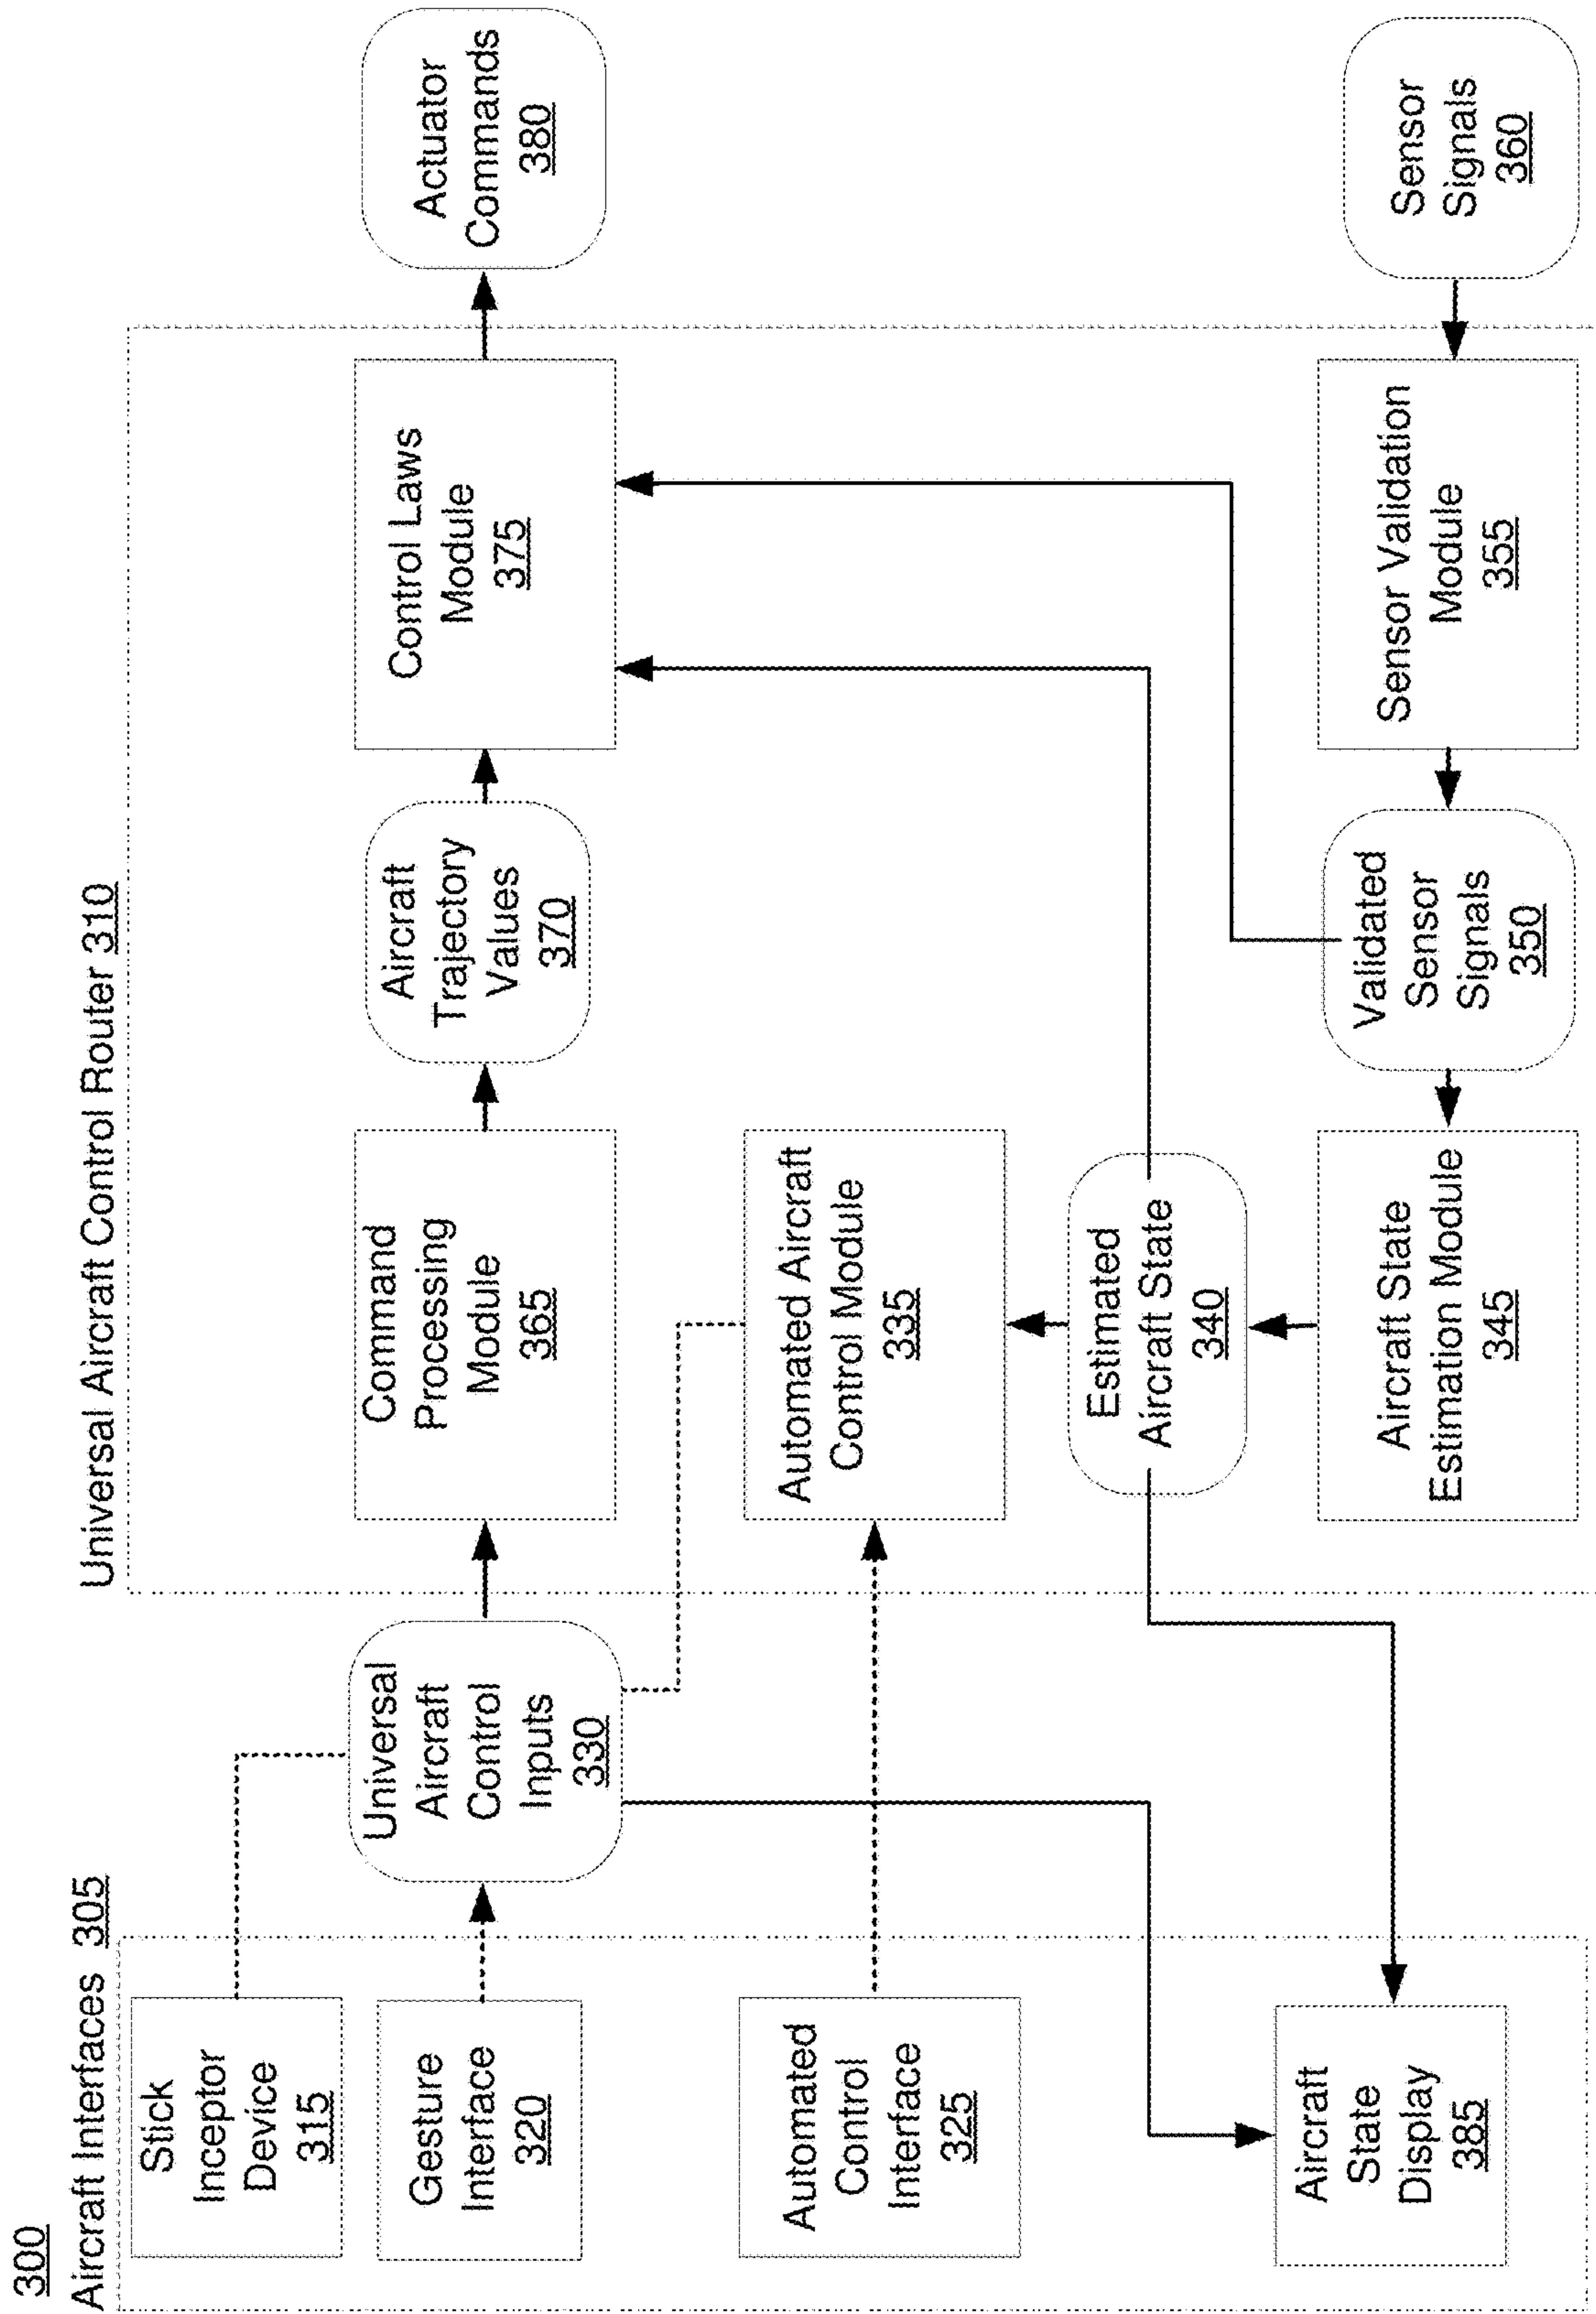 300
Aircraft Interfaces 305
Stick
Inceptor
Device
315
Gesture
Interface
320
Automated
Control
Interface
325
Aircraft
State
Display
385
Universal
Aircraft
Control
Inputs
330
Universal Aircraft Control Router 310
Command
Processing
Module
365
Aircraft
Trajectory
Values
370
Control Laws
Module
375
Actuator
Commands
380
Automated Aircraft
Control Module
335
Estimated
Aircraft State
340
Aircraft State
Estimation Module
345
Validated
Sensor
Signals
350
Sensor Validation
Module
355
Sensor
Signals
360